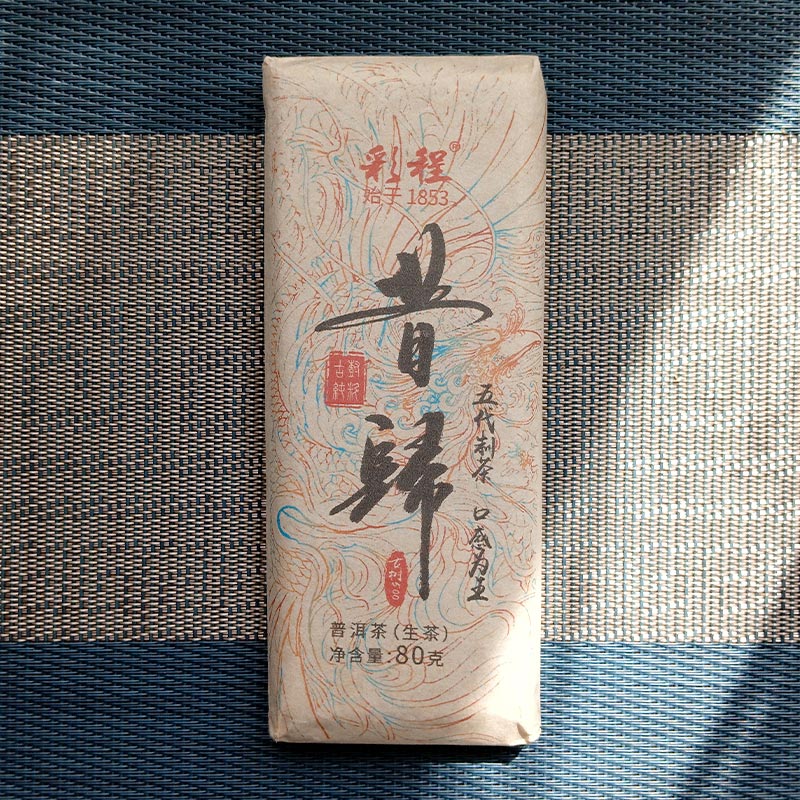 彩程®
始于1853
昔归
五代制茶 口感为王
普洱茶(生茶)
净含量:80克